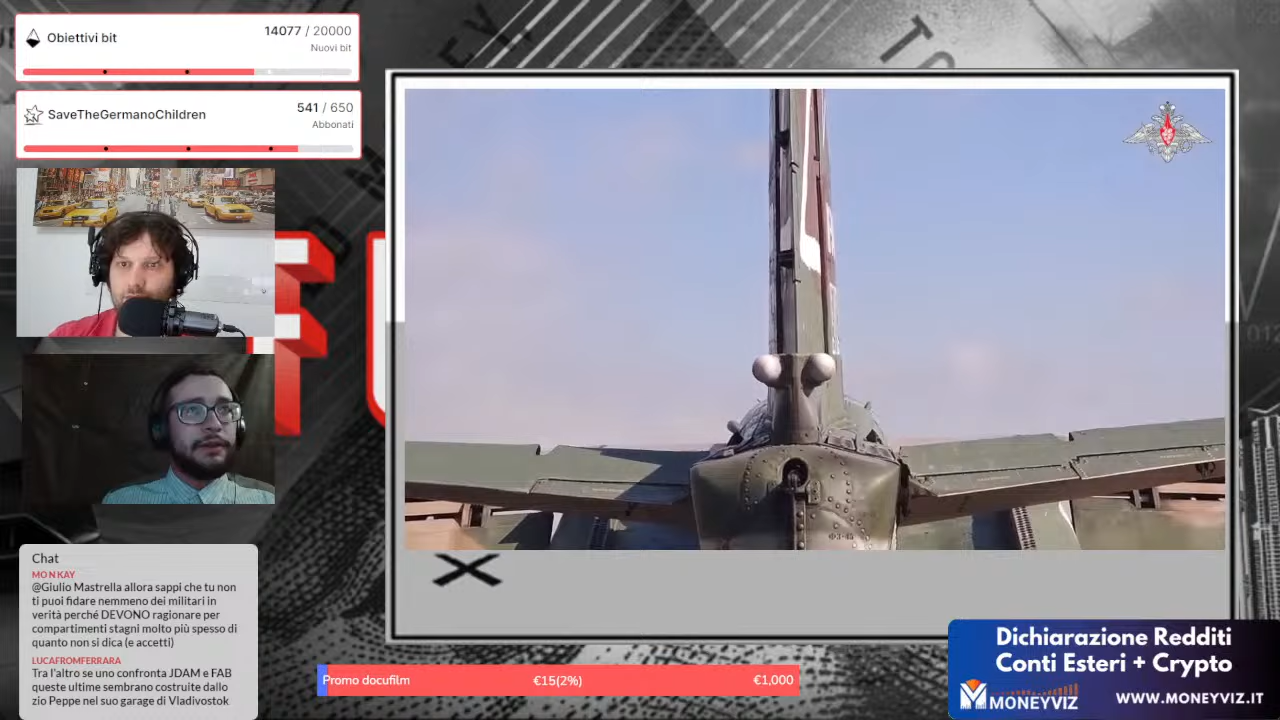 Obiettivi bit
14077 / 20000
Nuovi bit
SaveTheGermanoChildren
541 / 650
Abbonati
Chat
MO N KAY
@Giulio Mastrella allora sappi che tu non
ti puoi fidare nemmeno dei militari in
verità perché DEVONO ragionare per
compartimenti stagni molto più spesso di
quanto non si dica (e accetti)
LUCAFROMFERRARA
Tra l'altro se uno confronta JDAM e FAB
queste ultime sembrano costruite dallo
zio Peppe nel suo garage di Vladivostok
Promo docufilm
€15(2%)
€1,000
Dichiarazione Redditi
Conti Esteri + Crypto
MONEYVIZ
WWW.MONEYVIZ.IT